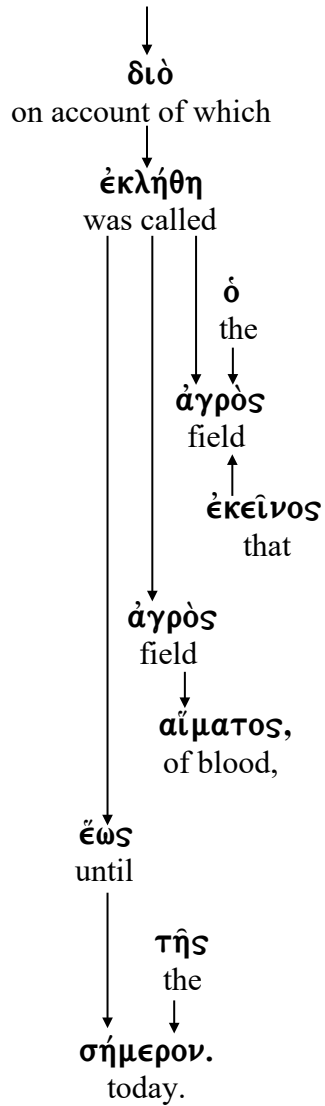 διὸ
on account of which
ἐκλήθη
was called
ὁ
the
ἀγρὸς
field
ἐκεῖνος
that
ἀγρὸς
field
αἵματος,
of blood,
ἕως
until
τῆς
the
σήμερον.
today.